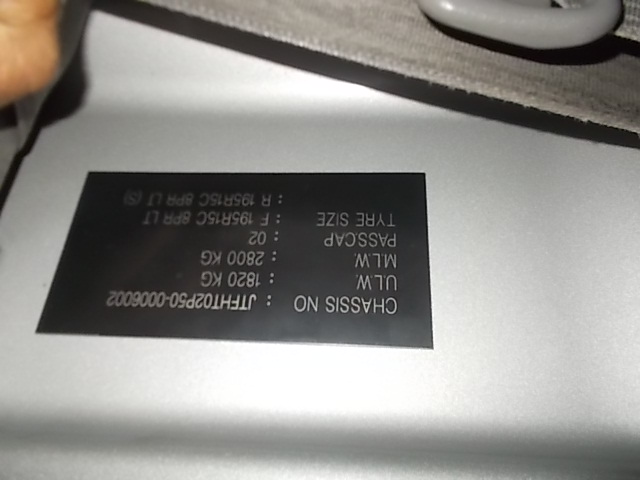 CHASSIS NO : JTFHT02P50-0006002
U.L.W. : 1820 KG
M.L.W. : 2800 KG
PASS.CAP : 02
TYRE SIZE : F 195R15C 8PR LT
: R 195R15C 8PR LT (S)